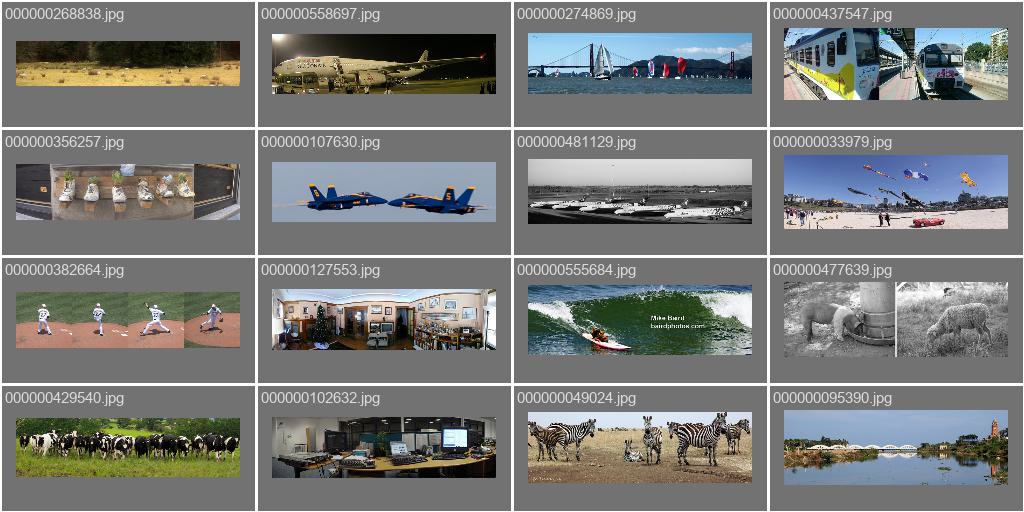 000000268838.jpg
000000558697.jpg
000000274869.jpg
000000437547.jpg
000000356257.jpg
000000107630.jpg
000000481129.jpg
000000033979.jpg
000000382664.jpg
000000127553.jpg
000000555684.jpg
Mike Baird
bairdphotos.com
000000477639.jpg
000000429540.jpg
000000102632.jpg
000000049024.jpg
000000095390.jpg